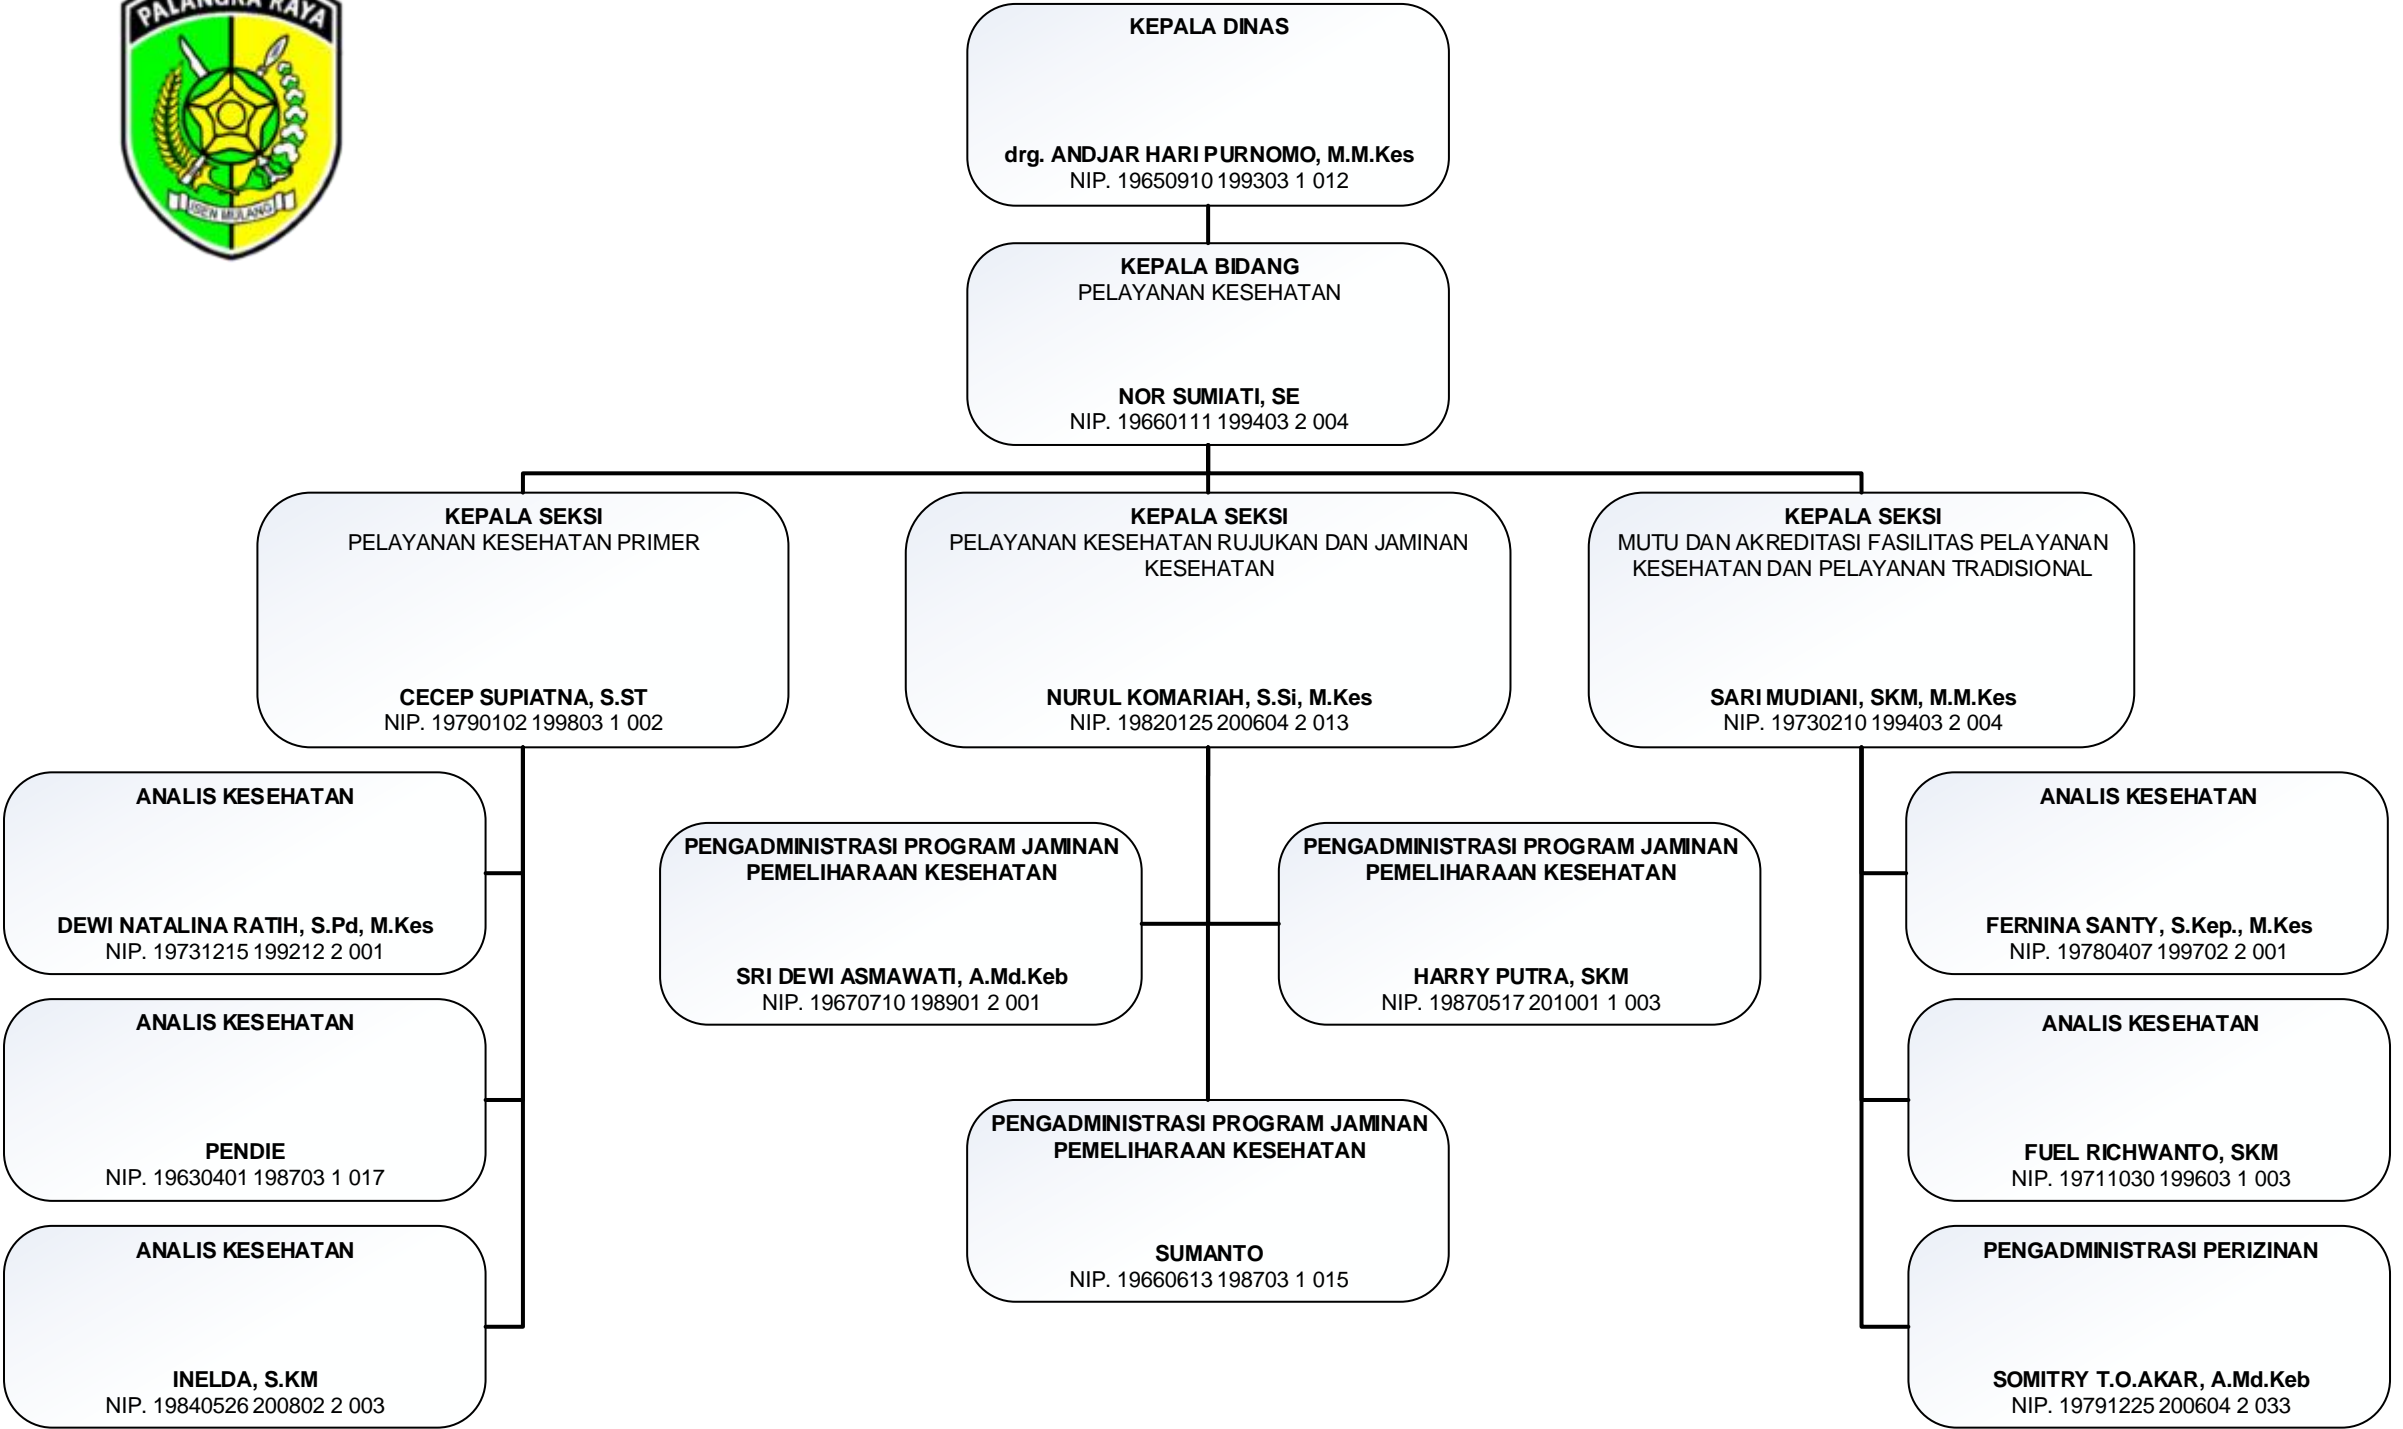 PALANGKA RAYA
ISEN MULANG
KEPALA DINAS
drg. ANDJAR HARI PURNOMO, M.M.Kes
NIP. 19650910 199303 1 012
KEPALA BIDANG
PELAYANAN KESEHATAN
NOR SUMIATI, SE
NIP. 19660111 199403 2 004
KEPALA SEKSI
PELAYANAN KESEHATAN PRIMER
CECEP SUPIATNA, S.ST
NIP. 19790102 199803 1 002
KEPALA SEKSI
PELAYANAN KESEHATAN RUJUKAN DAN JAMINAN
KESEHATAN
NURUL KOMARIAH, S.Si, M.Kes
NIP. 19820125 200604 2 013
KEPALA SEKSI
MUTU DAN AKREDITASI FASILITAS PELAYANAN
KESEHATAN DAN PELAYANAN TRADISIONAL
SARI MUDIANI, SKM, M.M.Kes
NIP. 19730210 199403 2 004
ANALIS KESEHATAN
DEWI NATALINA RATIH, S.Pd, M.Kes
NIP. 19731215 199212 2 001
ANALIS KESEHATAN
PENDIE
NIP. 19630401 198703 1 017
ANALIS KESEHATAN
INELDA, S.KM
NIP. 19840526 200802 2 003
PENGADMINISTRASI PROGRAM JAMINAN
PEMELIHARAAN KESEHATAN
SRI DEWI ASMAWATI, A.Md.Keb
NIP. 19670710 198901 2 001
PENGADMINISTRASI PROGRAM JAMINAN
PEMELIHARAAN KESEHATAN
HARRY PUTRA, SKM
NIP. 19870517 201001 1 003
PENGADMINISTRASI PROGRAM JAMINAN
PEMELIHARAAN KESEHATAN
SUMANTO
NIP. 19660613 198703 1 015
ANALIS KESEHATAN
FERNINA SANTY, S.Kep., M.Kes
NIP. 19780407 199702 2 001
ANALIS KESEHATAN
FUEL RICHWANTO, SKM
NIP. 19711030 199603 1 003
PENGADMINISTRASI PERIZINAN
SOMITRY T.O.AKAR, A.Md.Keb
NIP. 19791225 200604 2 033